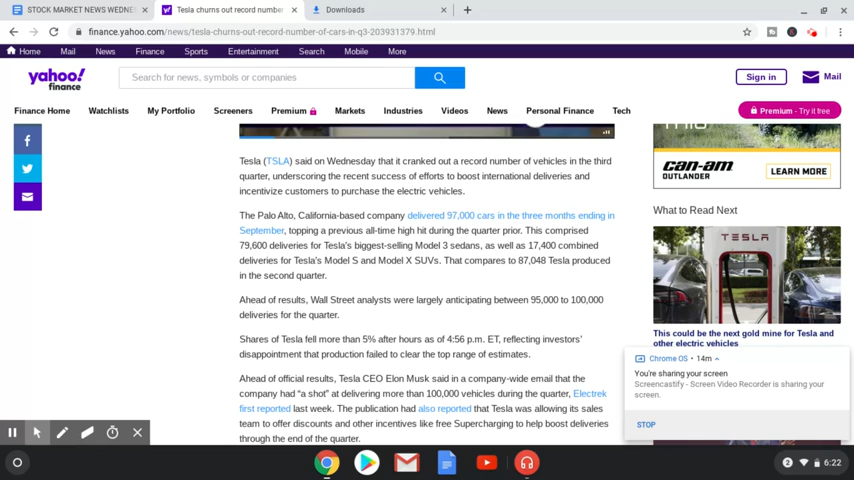 STOCK MARKET NEWS WEDNE
Tesla churns out record number
Downloads
finance.yahoo.com/news/tesla-churns-out-record-number-of-cars-in-q3-203931379.html
Home Mail News Finance Sports Entertainment Search Mobile More
yahoo!
finance
Search for news, symbols or companies
Sign in
Mail
Finance Home Watchlists My Portfolio Screeners Premium Markets Industries Videos News Personal Finance Tech
Premium - Try it free
Tesla (TSLA) said on Wednesday that it cranked out a record number of vehicles in the third
quarter, underscoring the recent success of efforts to boost international deliveries and
incentivize customers to purchase the electric vehicles.
The Palo Alto, California-based company delivered 97,000 cars in the three months ending in
September, topping a previous all-time high hit during the quarter prior. This comprised
79,600 deliveries for Tesla's biggest-selling Model 3 sedans, as well as 17,400 combined
deliveries for Tesla's Model S and Model X SUVs. That compares to 87,048 Tesla produced
in the second quarter.
Ahead of results, Wall Street analysts were largely anticipating between 95,000 to 100,000
deliveries for the quarter.
Shares of Tesla fell more than 5% after hours as of 4:56 p.m. ET, reflecting investors'
disappointment that production failed to clear the top range of estimates.
Ahead of official results, Tesla CEO Elon Musk said in a company-wide email that the
company had "a shot" at delivering more than 100,000 vehicles during the quarter, Electrek
first reported last week. The publication had also reported that Tesla was allowing its sales
team to offer discounts and other incentives like free Supercharging to help boost deliveries
through the end of the quarter.
can-am
OUTLANDER
LEARN MORE
What to Read Next
TESLA
This could be the next gold mine for Tesla and
other electric vehicles
Chrome OS • 14m
You're sharing your screen
Screencastify - Screen Video Recorder is sharing your
screen.
STOP
2
6:22